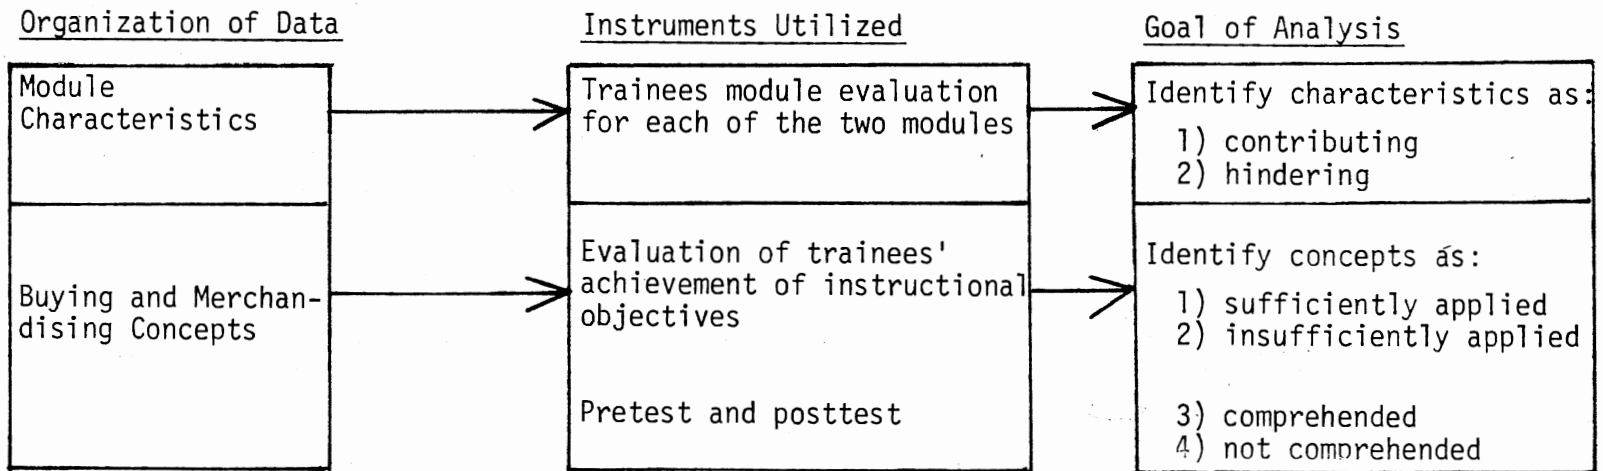 Organization of Data
Instruments Utilized
Goal of Analysis
Module
Characteristics
Trainees module evaluation
for each of the two modules
Identify characteristics as:
1) contributing
2) hindering
Buying and Merchan-
dising Concepts
Evaluation of trainees'
achievement of instructional
objectives
Pretest and posttest
Identify concepts as:
1) sufficiently applied
2) insufficiently applied
3) comprehended
4) not comprehended